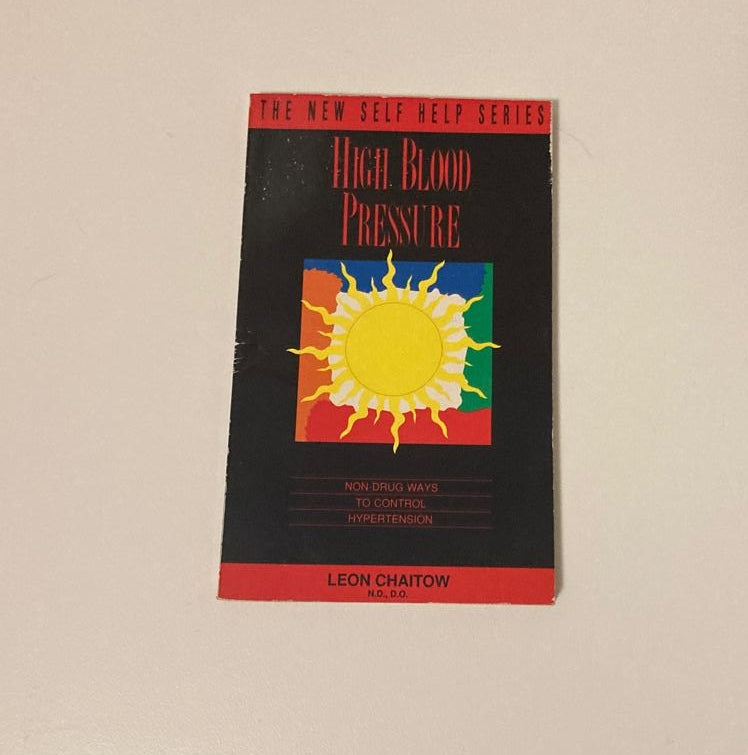 THE NEW SELF HELP SERIES
HIGH BLOOD
PRESSURE
NON DRUG WAYS
TO CONTROL
HYPERTENSION
LEON CHAITOW
N.D., D.O.